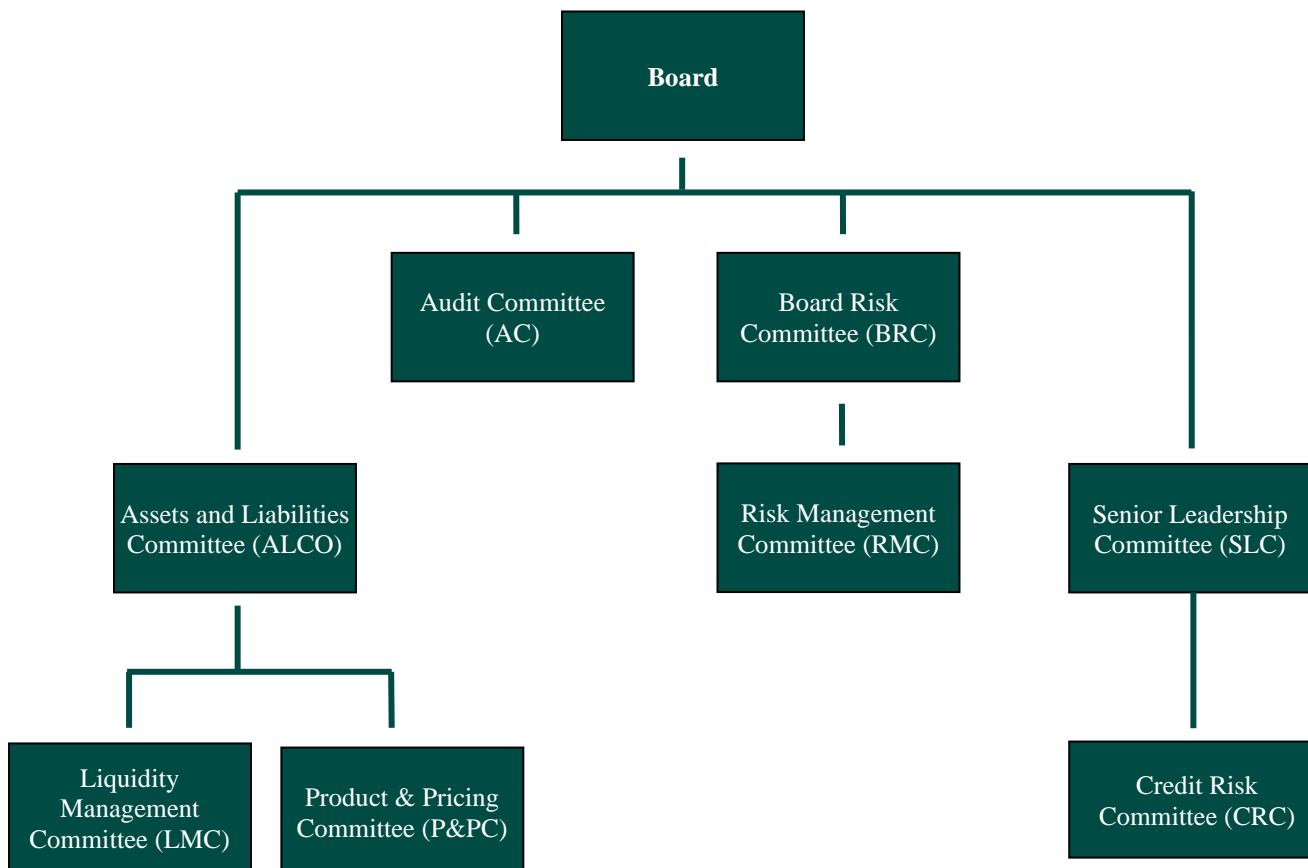 Board
Audit Committee
(AC)
Board Risk
Committee (BRC)
Assets and Liabilities
Committee (ALCO)
Risk Management
Committee (RMC)
Senior Leadership
Committee (SLC)
Liquidity
Management
Committee (LMC)
Product & Pricing
Committee (P&PC)
Credit Risk
Committee (CRC)